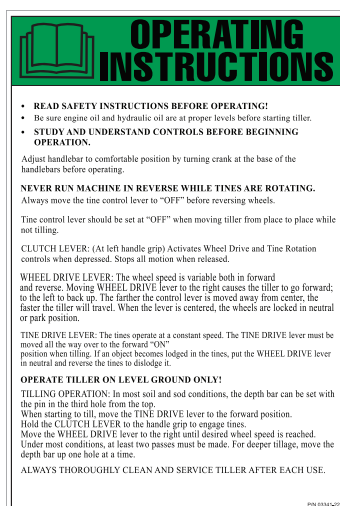 OPERATING
INSTRUCTIONS
• READ SAFETY INSTRUCTIONS BEFORE OPERATING!
• Be sure engine oil and hydraulic oil are at proper levels before starting tiller.
• STUDY AND UNDERSTAND CONTROLS BEFORE BEGINNING
OPERATION.
Adjust handlebar to comfortable position by turning crank at the base of the
handlebars before operating.
NEVER RUN MACHINE IN REVERSE WHILE TINES ARE ROTATING.
Always move the tine control lever to “OFF” before reversing wheels.
Tine control lever should be set at “OFF” when moving tiller from place to place while
not tilling.
CLUTCH LEVER: (At left handle grip) Activates Wheel Drive and Tine Rotation
controls when depressed. Stops all motion when released.
WHEEL DRIVE LEVER: The wheel speed is variable both in forward
and reverse. Moving WHEEL DRIVE lever to the right causes the tiller to go forward;
to the left to back up. The farther the control lever is moved away from center, the
faster the tiller will travel. When the lever is centered, the wheels are locked in neutral
or park position.
TINE DRIVE LEVER: The tines operate at a constant speed. The TINE DRIVE lever must be
moved all the way over to the forward “ON”
position when tilling. If an object becomes lodged in the tines, put the WHEEL DRIVE lever
in neutral and reverse the tines to dislodge it.
OPERATE TILLER ON LEVEL GROUND ONLY!
TILLING OPERATION: In most soil and sod conditions, the depth bar can be set with
the pin in the third hole from the top.
When starting to till, move the TINE DRIVE lever to the forward position.
Hold the CLUTCH LEVER to the handle grip to engage tines.
Move the WHEEL DRIVE lever to the right until desired wheel speed is reached.
Under most conditions, at least two passes must be made. For deeper tillage, move the
depth bar up one hole at a time.
ALWAYS THOROUGHLY CLEAN AND SERVICE TILLER AFTER EACH USE.